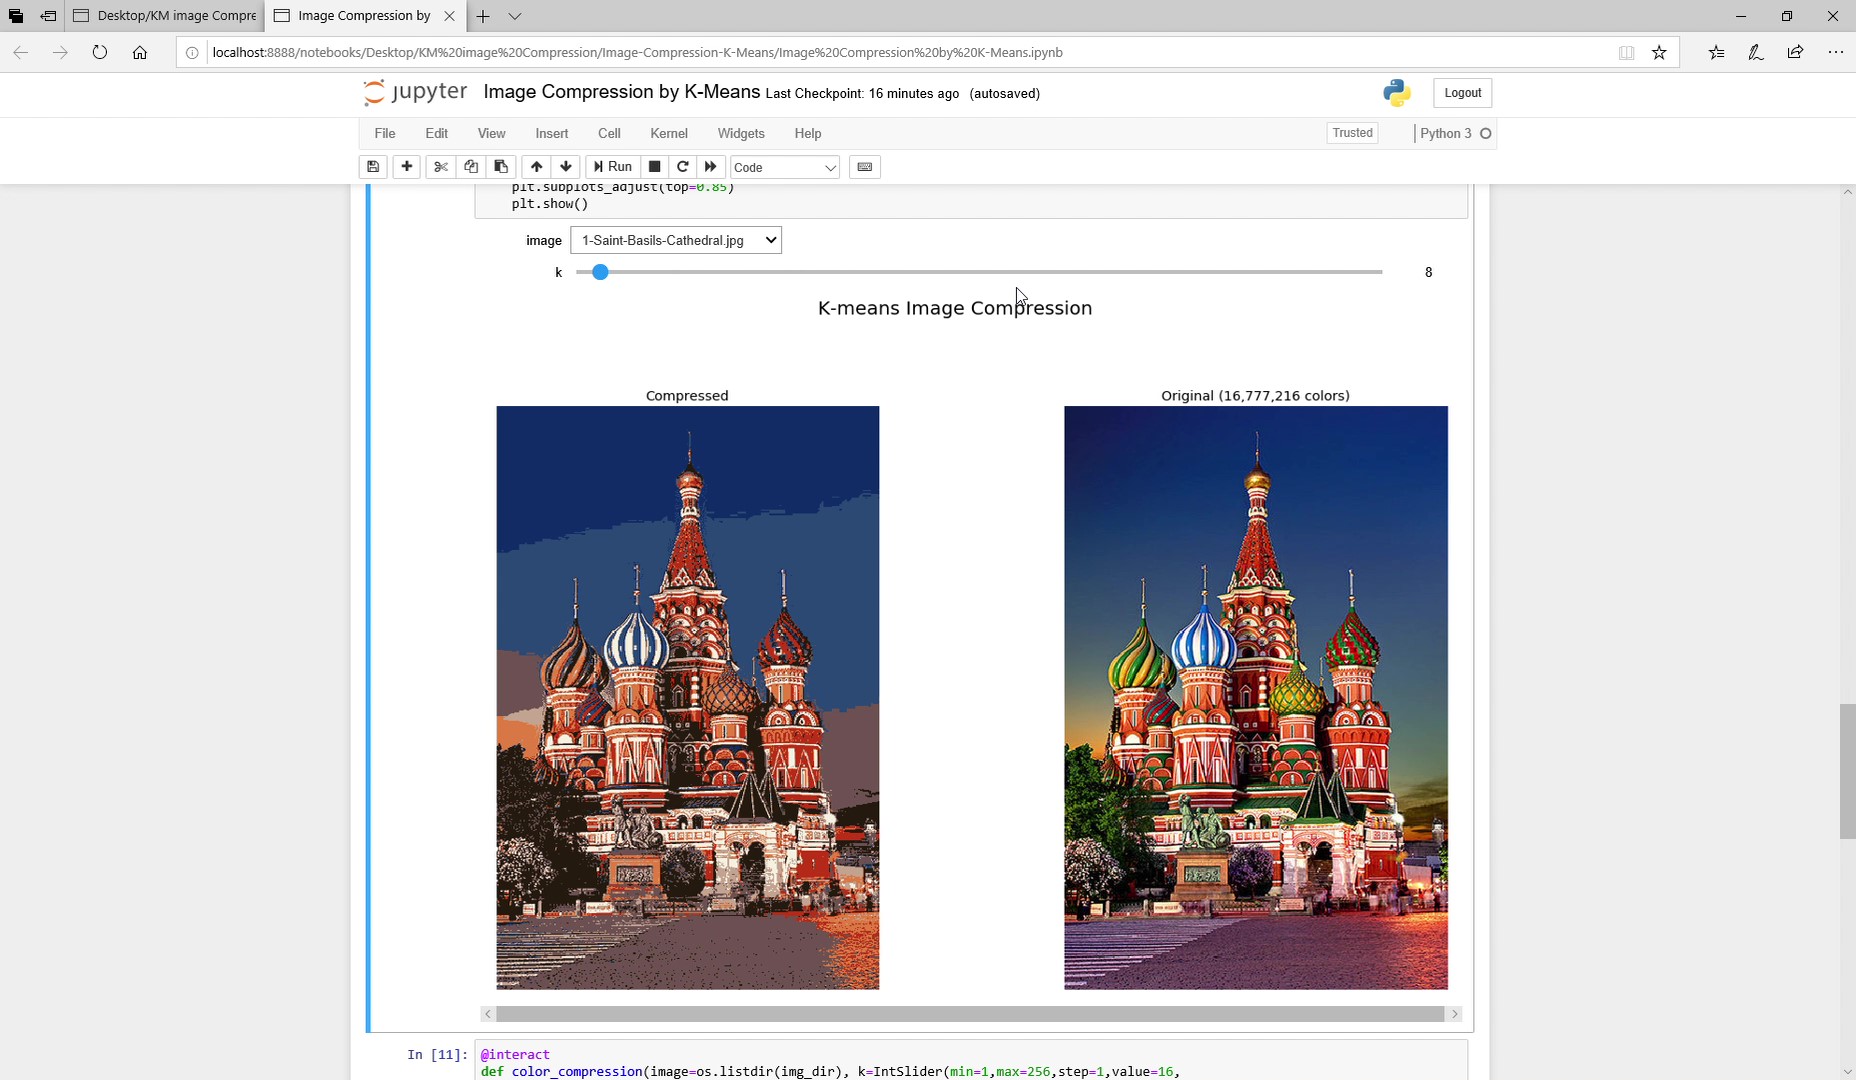 Desktop/KM image Compre
Image Compression by
localhost:8888/notebooks/Desktop/KM%20image%20Compression/Image-Compression-K-Means/Image%20Compression%20by%20K-Means.ipynb
jupyter Image Compression by K-Means Last Checkpoint: 16 minutes ago (autosaved)
Logout
File Edit View Insert Cell Kernel Widgets Help
Trusted
Python 3
Run
Code
plt.subplots_adjust(top=0.85)
plt.show()
image 1-Saint-Basils-Cathedral.jpg
k 8
K-means Image Compression
Compressed
Original (16,777,216 colors)
In [11]: @interact
def color_compression(image=os.listdir(img_dir), k=IntSlider(min=1,max=256,step=1,value=16,